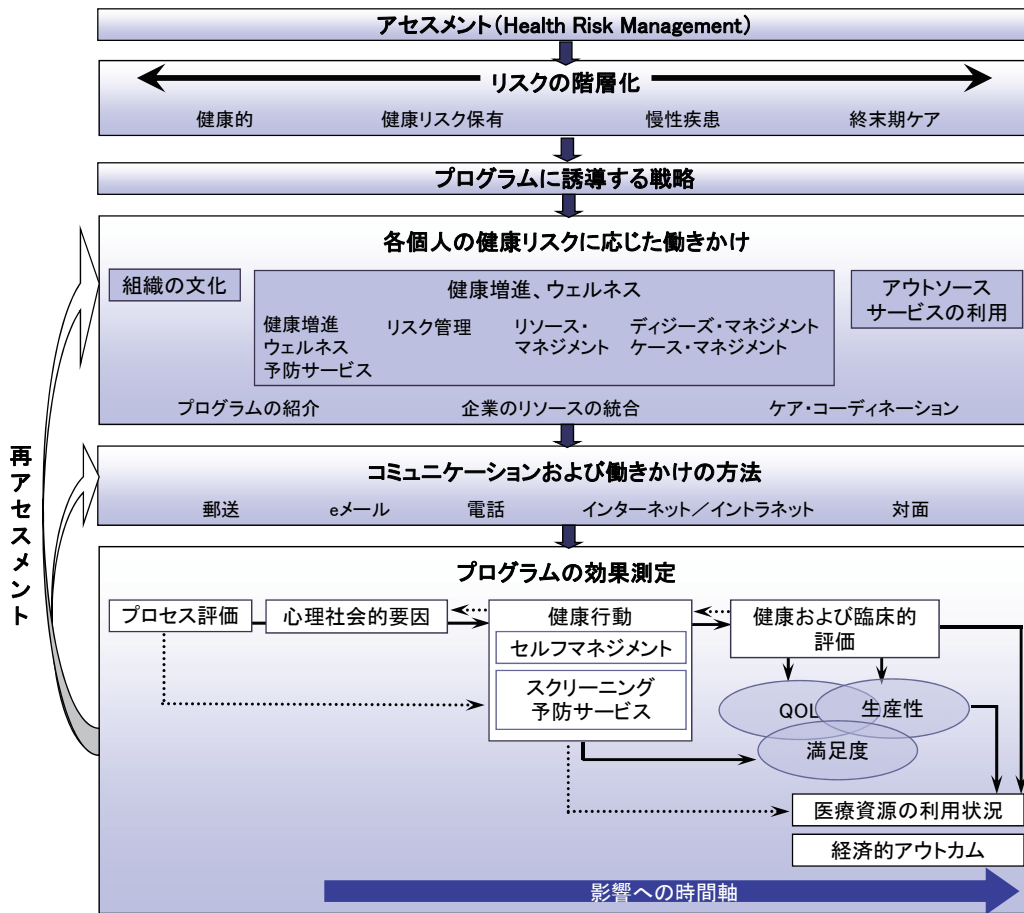 アセスメント（Health Risk Management）
リスクの階層化
健康的 健康リスク保有 慢性疾患 終末期ケア
プログラムに誘導する戦略
各個人の健康リスクに応じた働きかけ
組織の文化
健康増進、ウェルネス
健康増進
ウェルネス
予防サービス
リスク管理
リソース・
マネジメント
ディジーズ・マネジメント
ケース・マネジメント
アウトソース
サービスの利用
プログラムの紹介 企業のリソースの統合 ケア・コーディネーション
コミュニケーションおよび働きかけの方法
郵送 eメール 電話 インターネット／イントラネット 対面
再アセスメント
プログラムの効果測定
プロセス評価
心理社会的要因
健康行動
セルフマネジメント
スクリーニング
予防サービス
健康および臨床的
評価
QOL
生産性
満足度
医療資源の利用状況
経済的アウトカム
影響への時間軸